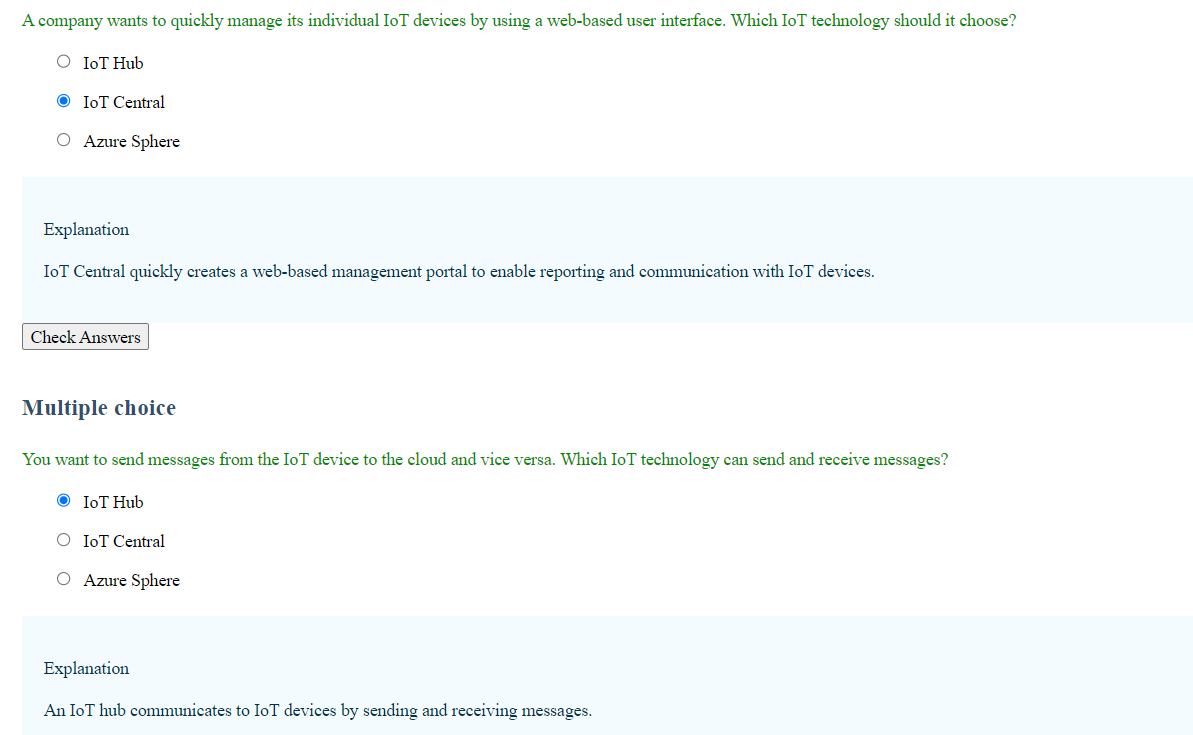 A company wants to quickly manage its individual IoT devices by using a web-based user interface. Which IoT technology should it choose?
IoT Hub
IoT Central
Azure Sphere
Explanation
IoT Central quickly creates a web-based management portal to enable reporting and communication with IoT devices.
Check Answers
Multiple choice
You want to send messages from the IoT device to the cloud and vice versa. Which IoT technology can send and receive messages?
IoT Hub
IoT Central
Azure Sphere
Explanation
An IoT hub communicates to IoT devices by sending and receiving messages.